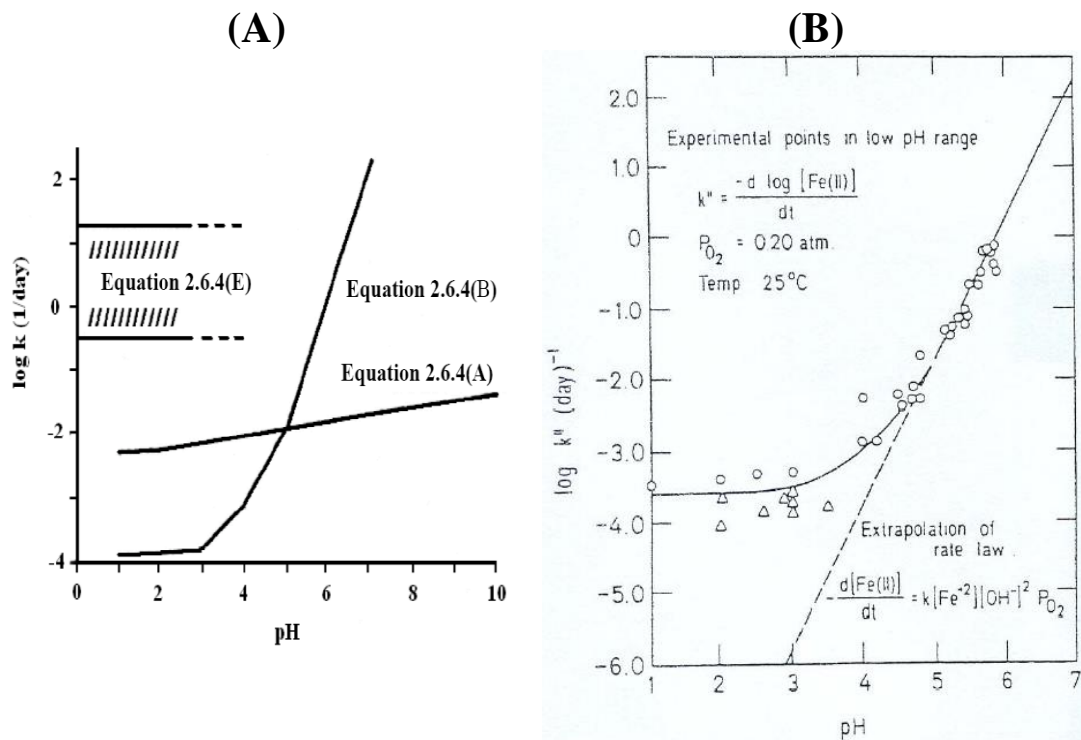 (A)
(B)
2
0
-2
-4
log k (1/day)
Equation 2.6.4(E)
Equation 2.6.4(B)
Equation 2.6.4(A)
0
2
4
6
8
10
pH
2.0
1.0
0
-1.0
-2.0
-3.0
-4.0
-5.0
-6.0
log k" (day)⁻¹
Experimental points in low pH range
k" = -d log [Fe(II)] / dt
P_O₂ = 0.20 atm.
Temp 25°C
Extrapolation of
rate law
-d[Fe(II)] / dt = k[Fe⁺²][OH⁻]² P_O₂
1
2
3
4
5
6
7
pH